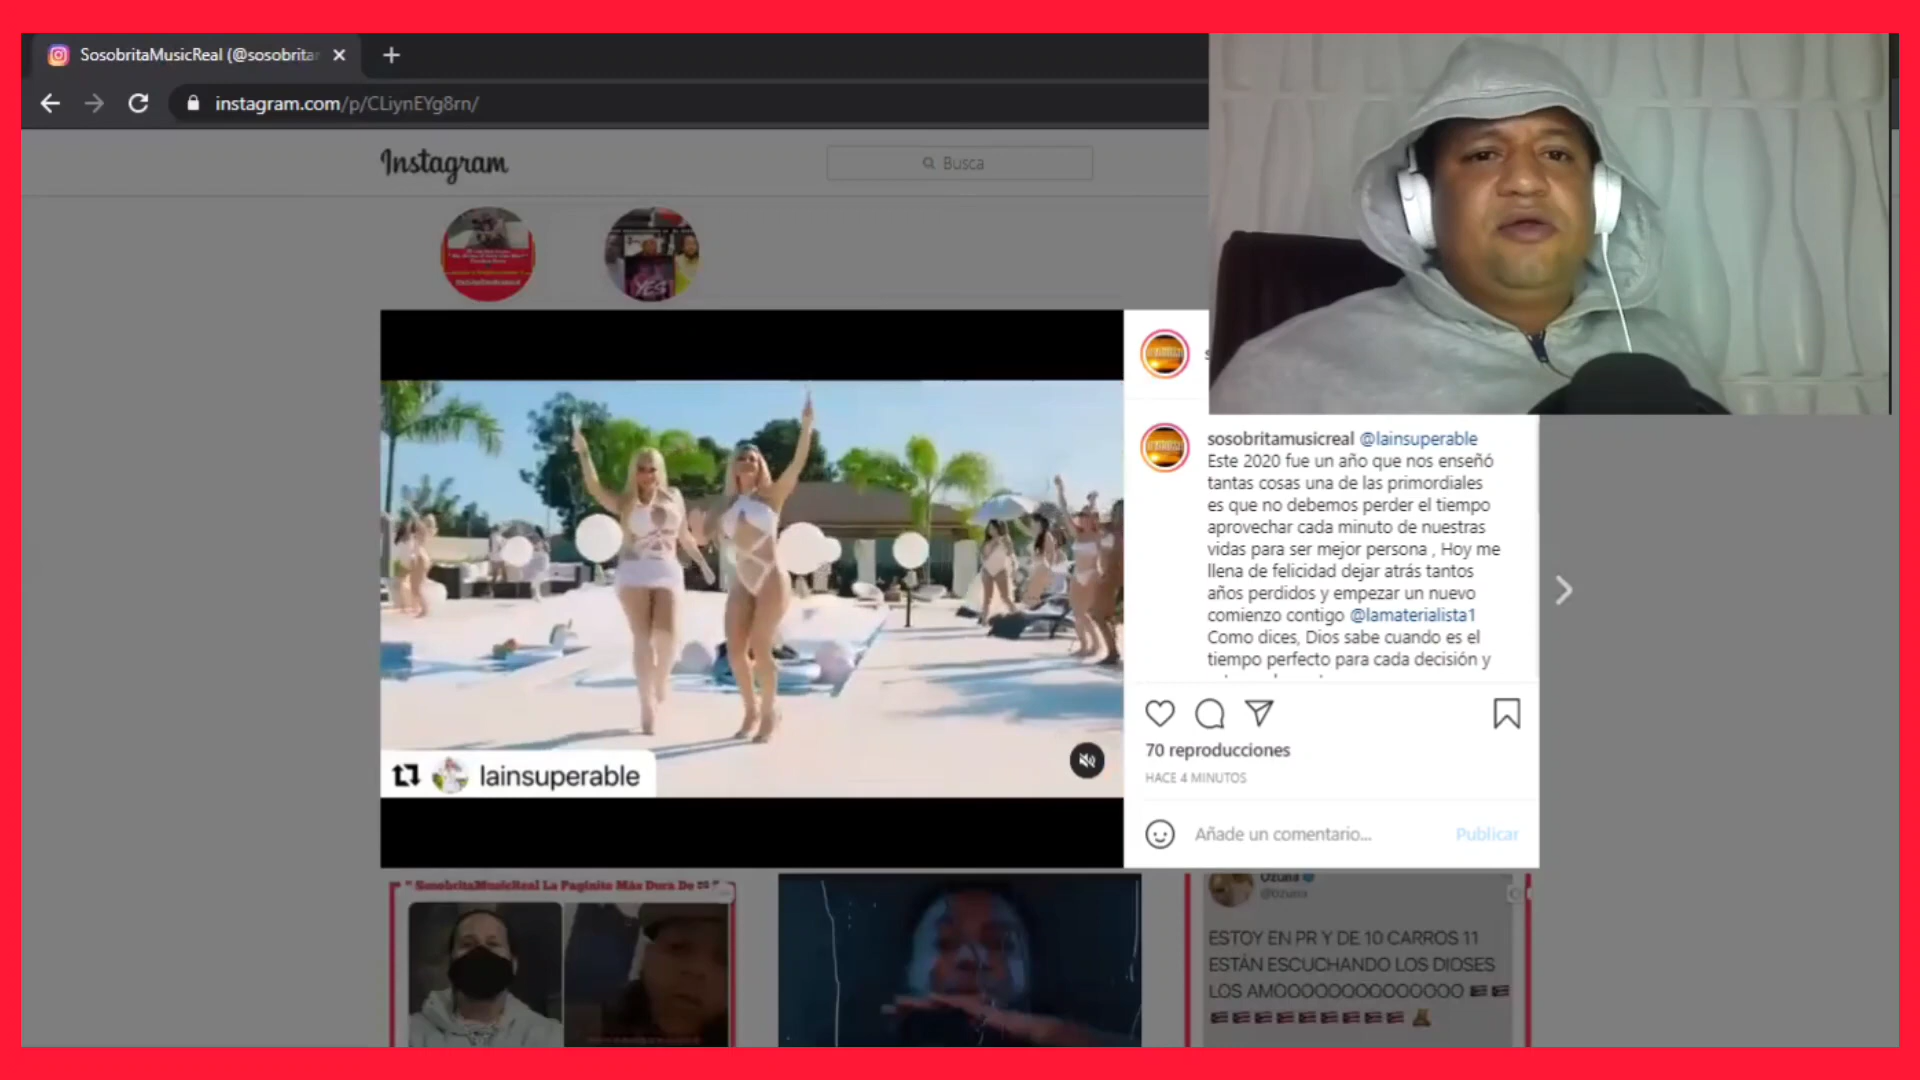 SosobritaMusicReal (@sosobritar
instagram.com/p/CLiynEYg8rn/
Instagram
Busca
YES
sosobritamusicreal @lainsuperable
Este 2020 fue un año que nos enseñó
tantas cosas una de las primordiales
es que no debemos perder el tiempo
aprovechar cada minuto de nuestras
vidas para ser mejor persona , Hoy me
llena de felicidad dejar atrás tantos
años perdidos y empezar un nuevo
comienzo contigo @lamaterialista1
Como dices, Dios sabe cuando es el
tiempo perfecto para cada decisión y
lainsuperable
70 reproducciones
HACE 4 MINUTOS
Añade un comentario...
Publicar
" SosobritaMusicReal La Paginita Más Dura De
Ozuna
@Ozuna
ESTOY EN PR Y DE 10 CARROS 11
ESTÁN ESCUCHANDO LOS DIOSES
LOS AMOOOOOOOOOOOOOO